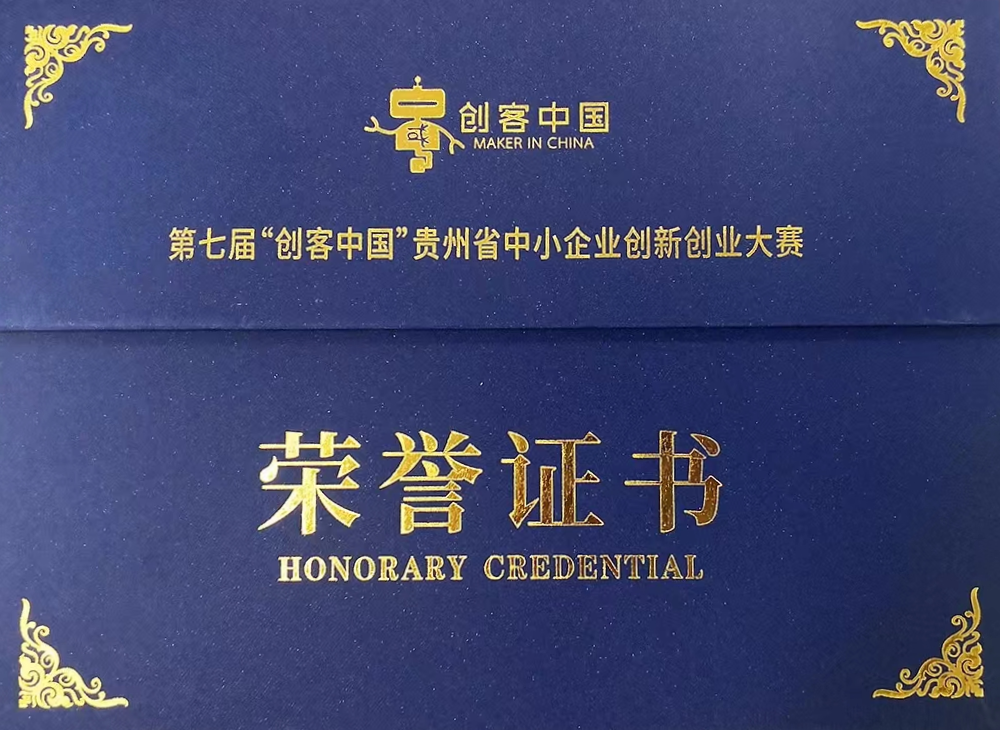 创客中国
MAKER IN CHINA
第七届“创客中国”贵州省中小企业创新创业大赛
荣誉证书
HONORARY CREDENTIAL